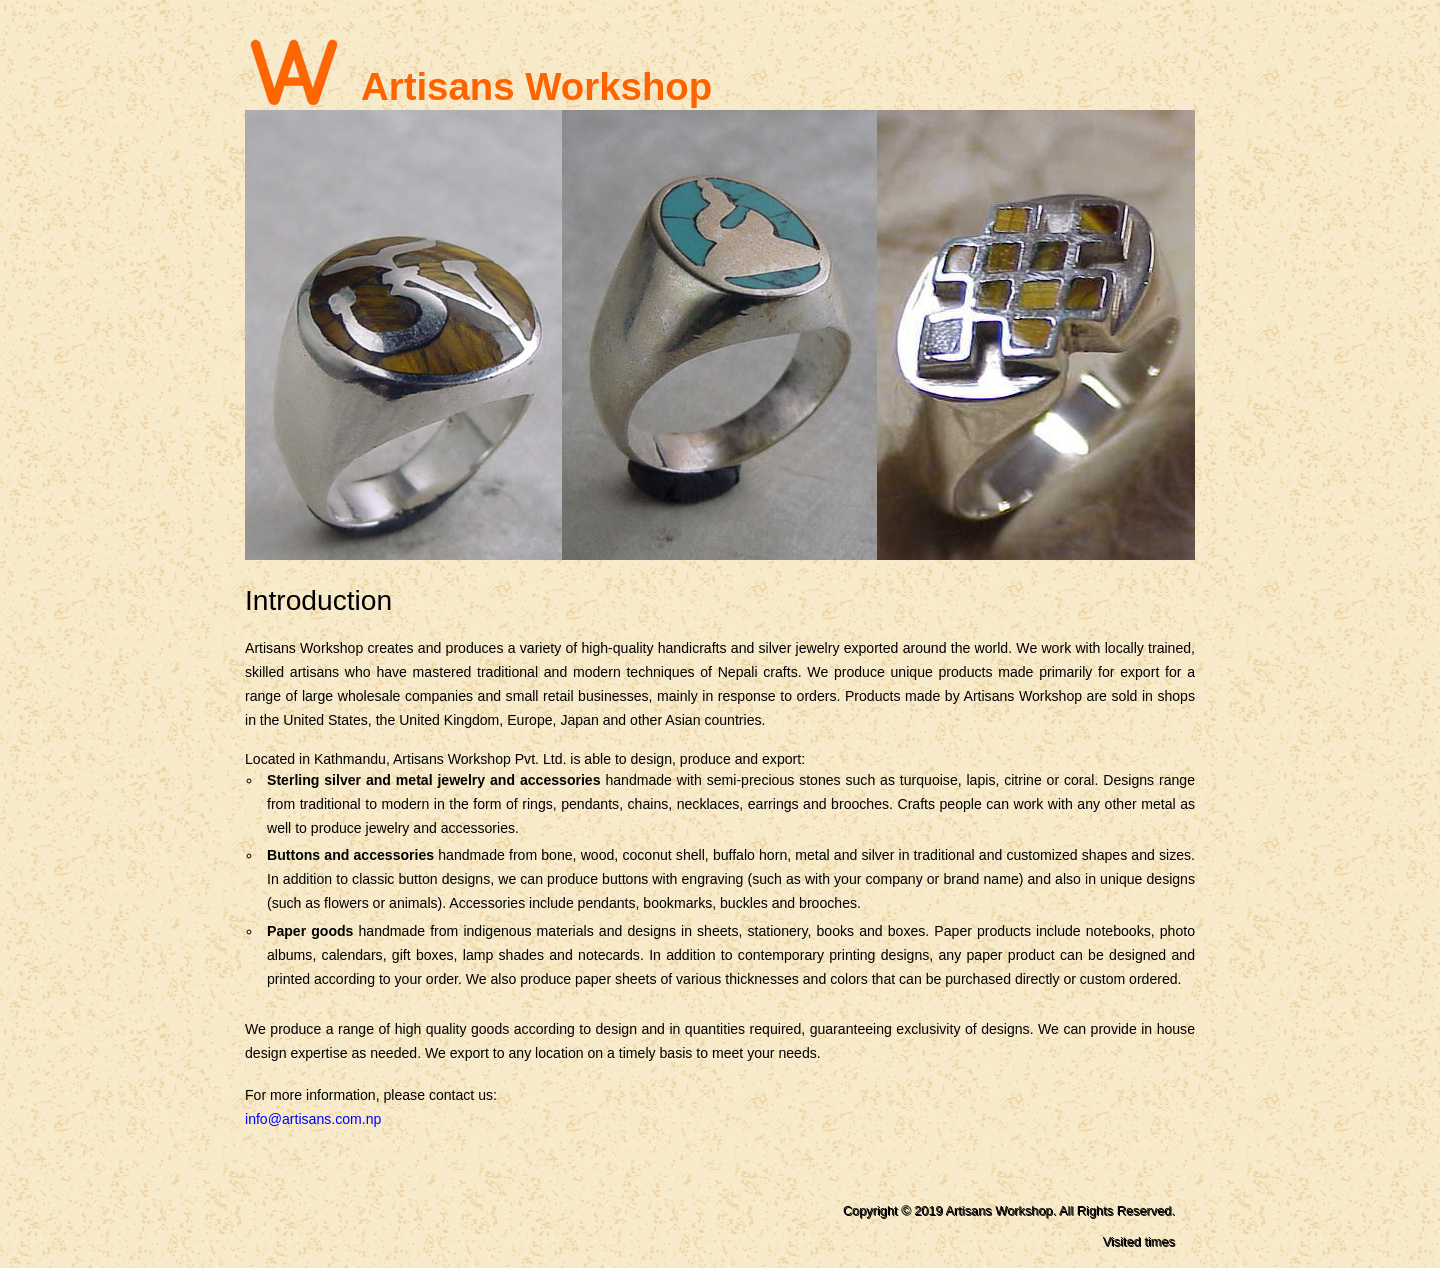 Artisans Workshop
Introduction
Artisans Workshop creates and produces a variety of high-quality handicrafts and silver jewelry exported around the world. We work with locally trained,
skilled artisans who have mastered traditional and modern techniques of Nepali crafts. We produce unique products made primarily for export for a
range of large wholesale companies and small retail businesses, mainly in response to orders. Products made by Artisans Workshop are sold in shops
in the United States, the United Kingdom, Europe, Japan and other Asian countries.
Located in Kathmandu, Artisans Workshop Pvt. Ltd. is able to design, produce and export:
Sterling silver and metal jewelry and accessories handmade with semi-precious stones such as turquoise, lapis, citrine or coral. Designs range
from traditional to modern in the form of rings, pendants, chains, necklaces, earrings and brooches. Crafts people can work with any other metal as
well to produce jewelry and accessories.
Buttons and accessories handmade from bone, wood, coconut shell, buffalo horn, metal and silver in traditional and customized shapes and sizes.
In addition to classic button designs, we can produce buttons with engraving (such as with your company or brand name) and also in unique designs
(such as flowers or animals). Accessories include pendants, bookmarks, buckles and brooches.
Paper goods handmade from indigenous materials and designs in sheets, stationery, books and boxes. Paper products include notebooks, photo
albums, calendars, gift boxes, lamp shades and notecards. In addition to contemporary printing designs, any paper product can be designed and
printed according to your order. We also produce paper sheets of various thicknesses and colors that can be purchased directly or custom ordered.
We produce a range of high quality goods according to design and in quantities required, guaranteeing exclusivity of designs. We can provide in house
design expertise as needed. We export to any location on a timely basis to meet your needs.
For more information, please contact us:
info@artisans.com.np
Copyright © 2019 Artisans Workshop. All Rights Reserved.
Visited times